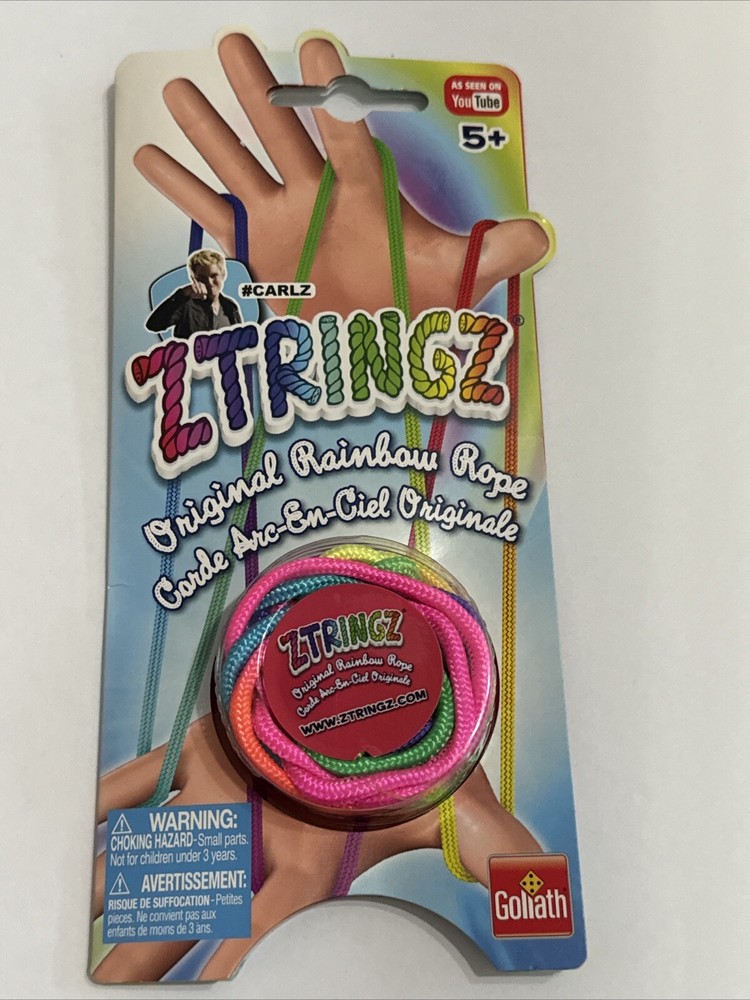 AS SEEN ON
YouTube
5+
#CARLZ
ZTRINGZ®
Original Rainbow Rope
Corde Arc-En-Ciel Originale
ZTRINGZ®
Original Rainbow Rope
Corde Arc-En-Ciel Originale
WWW.ZTRINGZ.COM
WARNING:
CHOKING HAZARD-Small parts.
Not for children under 3 years.
AVERTISSEMENT:
RISQUE DE SUFFOCATION-Petites
pieces. Ne convient pas aux
enfants de moins de 3 ans.
Goliath